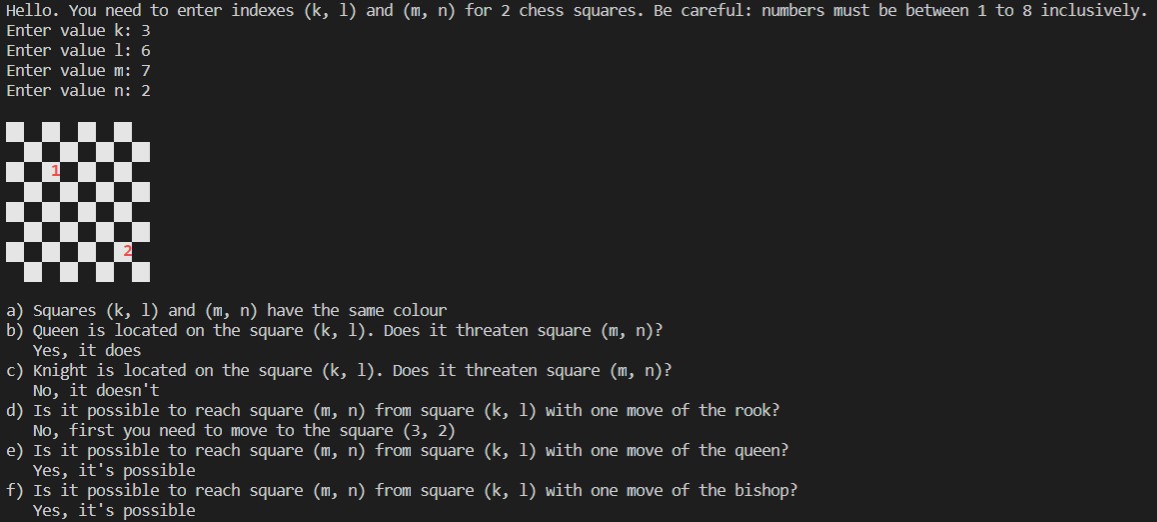 Hello. You need to enter indexes (k, l) and (m, n) for 2 chess squares. Be careful: numbers must be between 1 to 8 inclusively.
Enter value k: 3
Enter value l: 6
Enter value m: 7
Enter value n: 2
1
2
a) Squares (k, l) and (m, n) have the same colour
b) Queen is located on the square (k, l). Does it threaten square (m, n)?
Yes, it does
c) Knight is located on the square (k, l). Does it threaten square (m, n)?
No, it doesn't
d) Is it possible to reach square (m, n) from square (k, l) with one move of the rook?
No, first you need to move to the square (3, 2)
e) Is it possible to reach square (m, n) from square (k, l) with one move of the queen?
Yes, it's possible
f) Is it possible to reach square (m, n) from square (k, l) with one move of the bishop?
Yes, it's possible